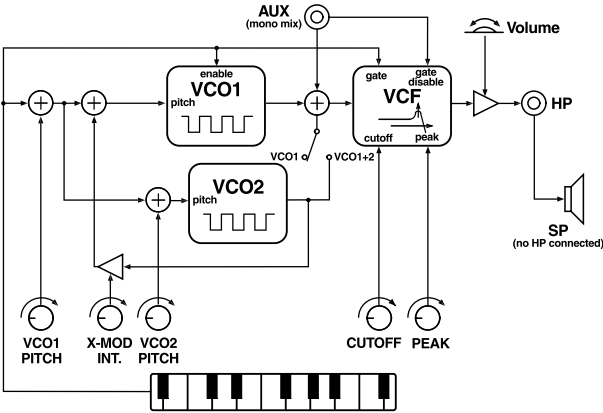 AUX
(mono mix)
Volume
enable
VCO1
pitch
gate
gate
disable
VCF
cutoff
peak
HP
VCO1
VCO1+2
pitch
VCO2
SP
(no HP connected)
VCO1
PITCH
X-MOD
INT.
VCO2
PITCH
CUTOFF
PEAK